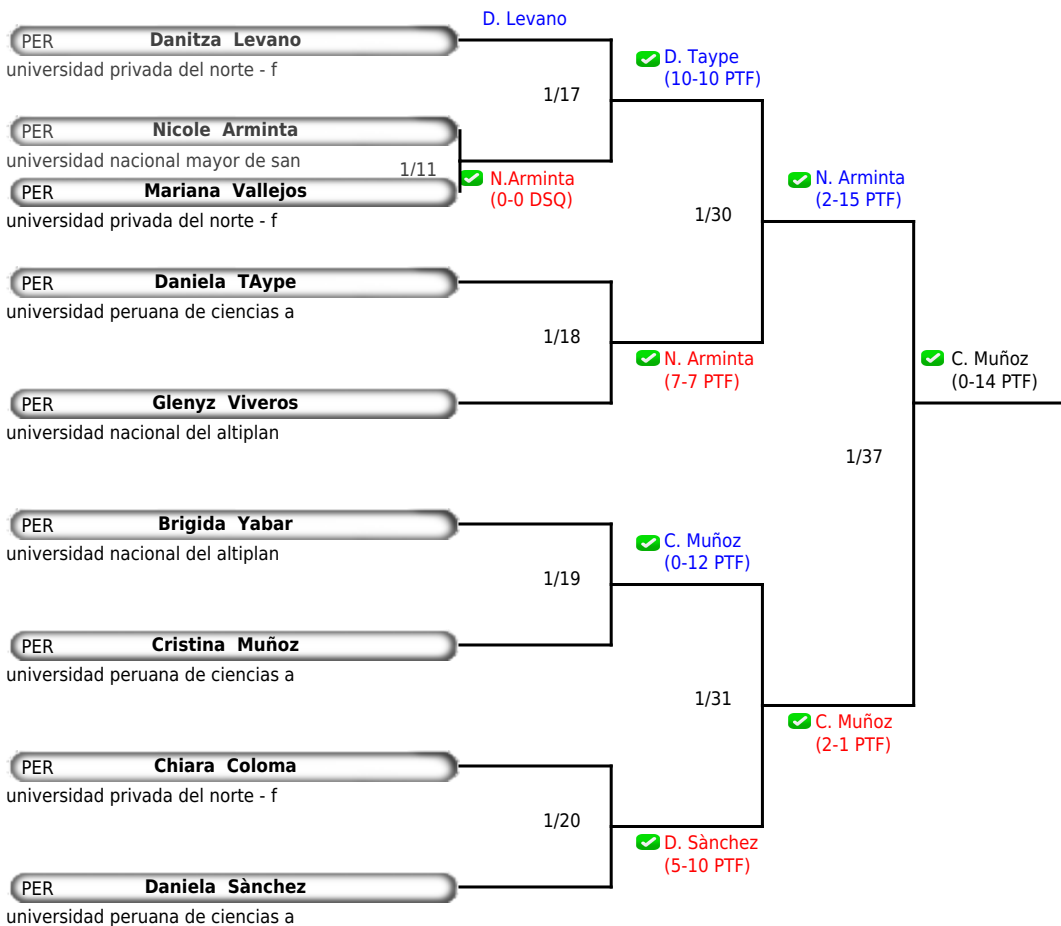 D. Levano
PER Danitza Levano
universidad privada del norte - f
D. Taype
(10-10 PTF)
1/17
PER Nicole Arminta
universidad nacional mayor de san
1/11
N.Arminta
(0-0 DSQ)
PER Mariana Vallejos
universidad privada del norte - f
N. Arminta
(2-15 PTF)
1/30
PER Daniela TAype
universidad peruana de ciencias a
1/18
N. Arminta
(7-7 PTF)
C. Muñoz
(0-14 PTF)
PER Glenyz Viveros
universidad nacional del altiplan
1/37
PER Brigida Yabar
universidad nacional del altiplan
C. Muñoz
(0-12 PTF)
1/19
PER Cristina Muñoz
universidad peruana de ciencias a
1/31
C. Muñoz
(2-1 PTF)
PER Chiara Coloma
universidad privada del norte - f
1/20
D. Sànchez
(5-10 PTF)
PER Daniela Sànchez
universidad peruana de ciencias a